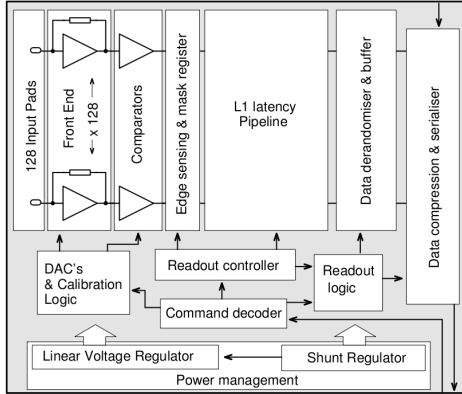 128 Input Pads
Front End
x 128
Comparators
Edge sensing & mask register
L1 latency
Pipeline
Data derandomiser & buffer
Data compression & serialiser
DAC's
& Calibration
Logic
Readout controller
Readout
logic
Command decoder
Linear Voltage Regulator
Shunt Regulator
Power management